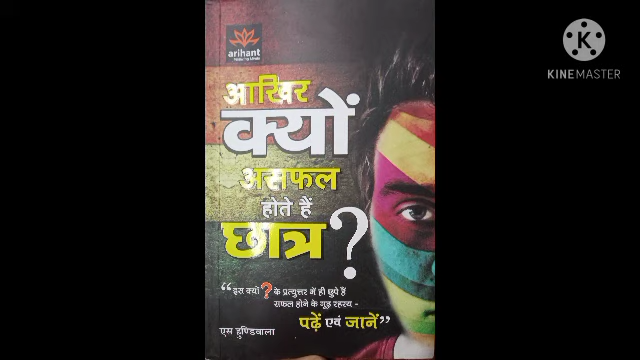 arihant
KINEMASTER
आखिर
क्यों
असफल
होते हैं
छात्र?
“इस क्यों? के प्रत्युत्तर में ही छुपे हैं
सफल होने के गूढ़ रहस्य -
पढ़ें एवं जानें”
एस हुण्डिवाला